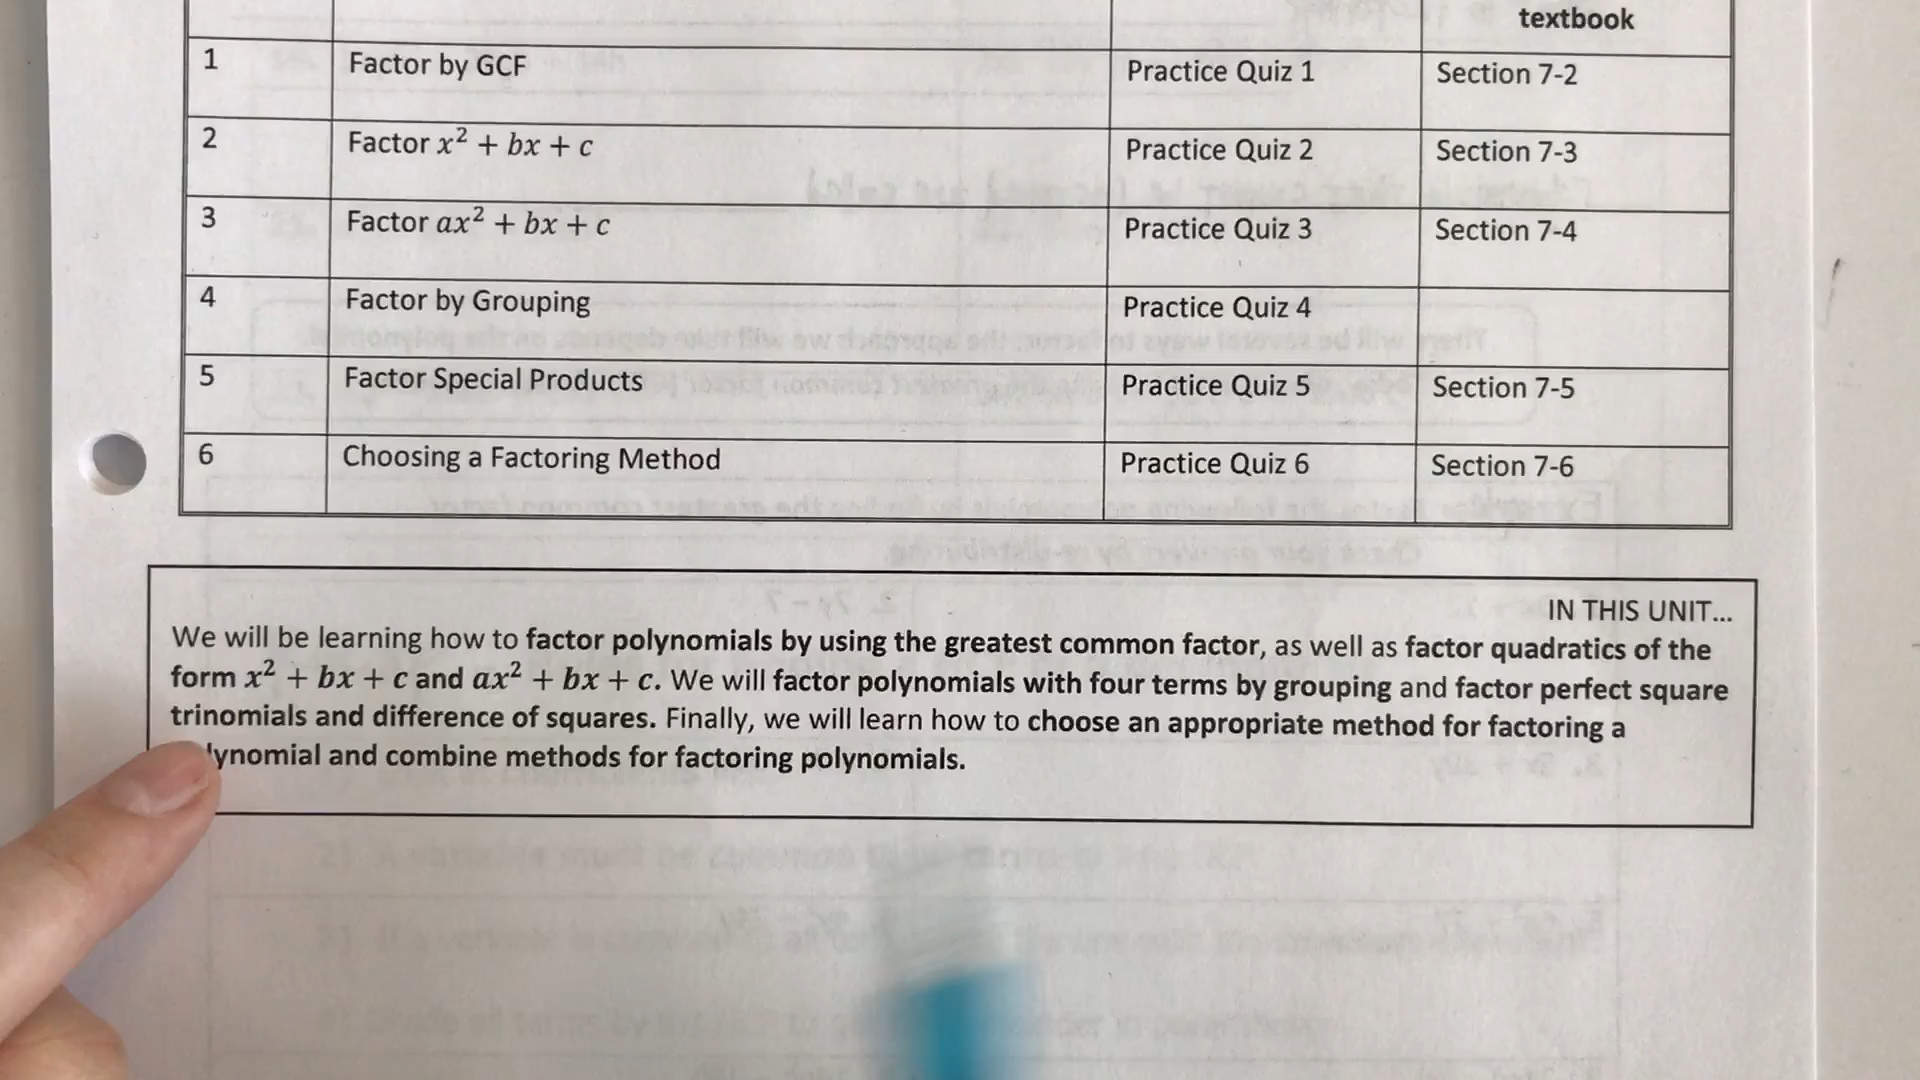 textbook
1 Factor by GCF Practice Quiz 1 Section 7-2
2 Factor x² + bx + c Practice Quiz 2 Section 7-3
3 Factor ax² + bx + c Practice Quiz 3 Section 7-4
4 Factor by Grouping Practice Quiz 4
5 Factor Special Products Practice Quiz 5 Section 7-5
6 Choosing a Factoring Method Practice Quiz 6 Section 7-6
IN THIS UNIT...
We will be learning how to factor polynomials by using the greatest common factor, as well as factor quadratics of the
form x² + bx + c and ax² + bx + c. We will factor polynomials with four terms by grouping and factor perfect square
trinomials and difference of squares. Finally, we will learn how to choose an appropriate method for factoring a
lynomial and combine methods for factoring polynomials.